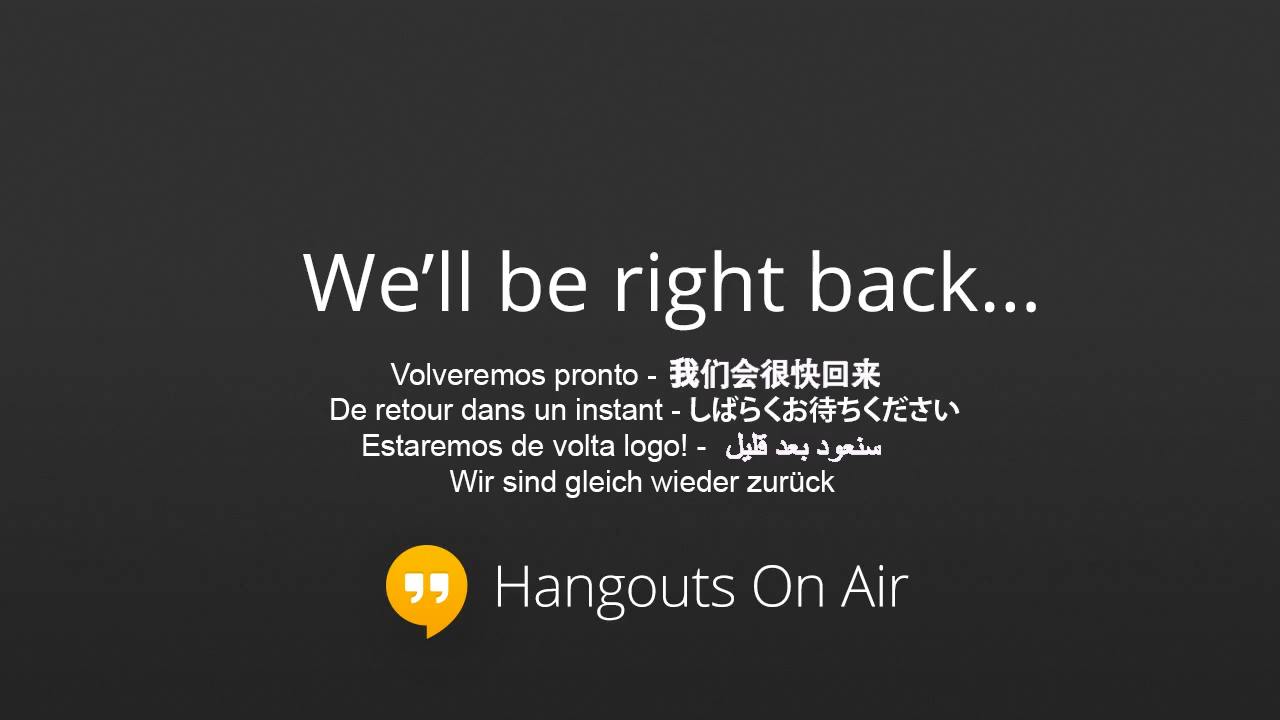 We’ll be right back...
Volveremos pronto - 我们会很快回来
De retour dans un instant - しばらくお待ちください
Estaremos de volta logo! - سنعود بعد قليل
Wir sind gleich wieder zurück
Hangouts On Air